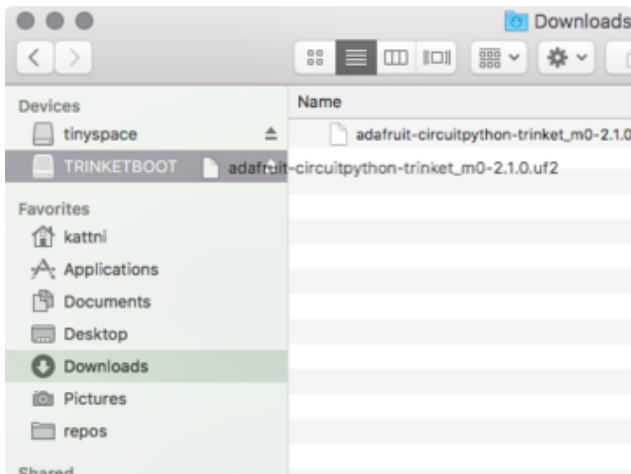 Downloads
Name
Devices
tinyspace
adafruit-circuitpython-trinket_m0-2.1.0
TRINKETBOOT
adafruit-circuitpython-trinket_m0-2.1.0.uf2
Favorites
kattni
Applications
Documents
Desktop
Downloads
Pictures
repos
Shared